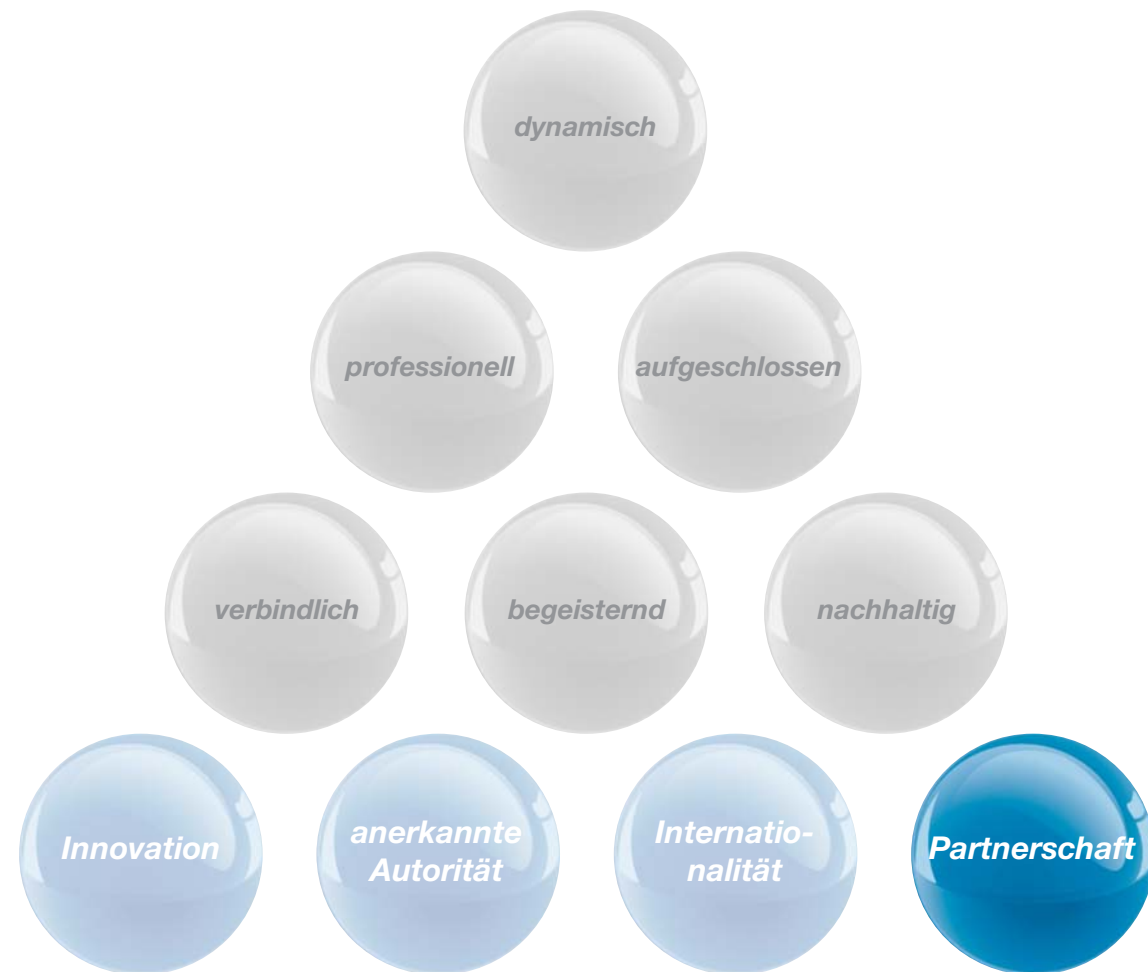 dynamisch
professionell
aufgeschlossen
verbindlich
begeisternd
nachhaltig
Innovation
anerkannte
Autorität
Internatio-
nalität
Partnerschaft